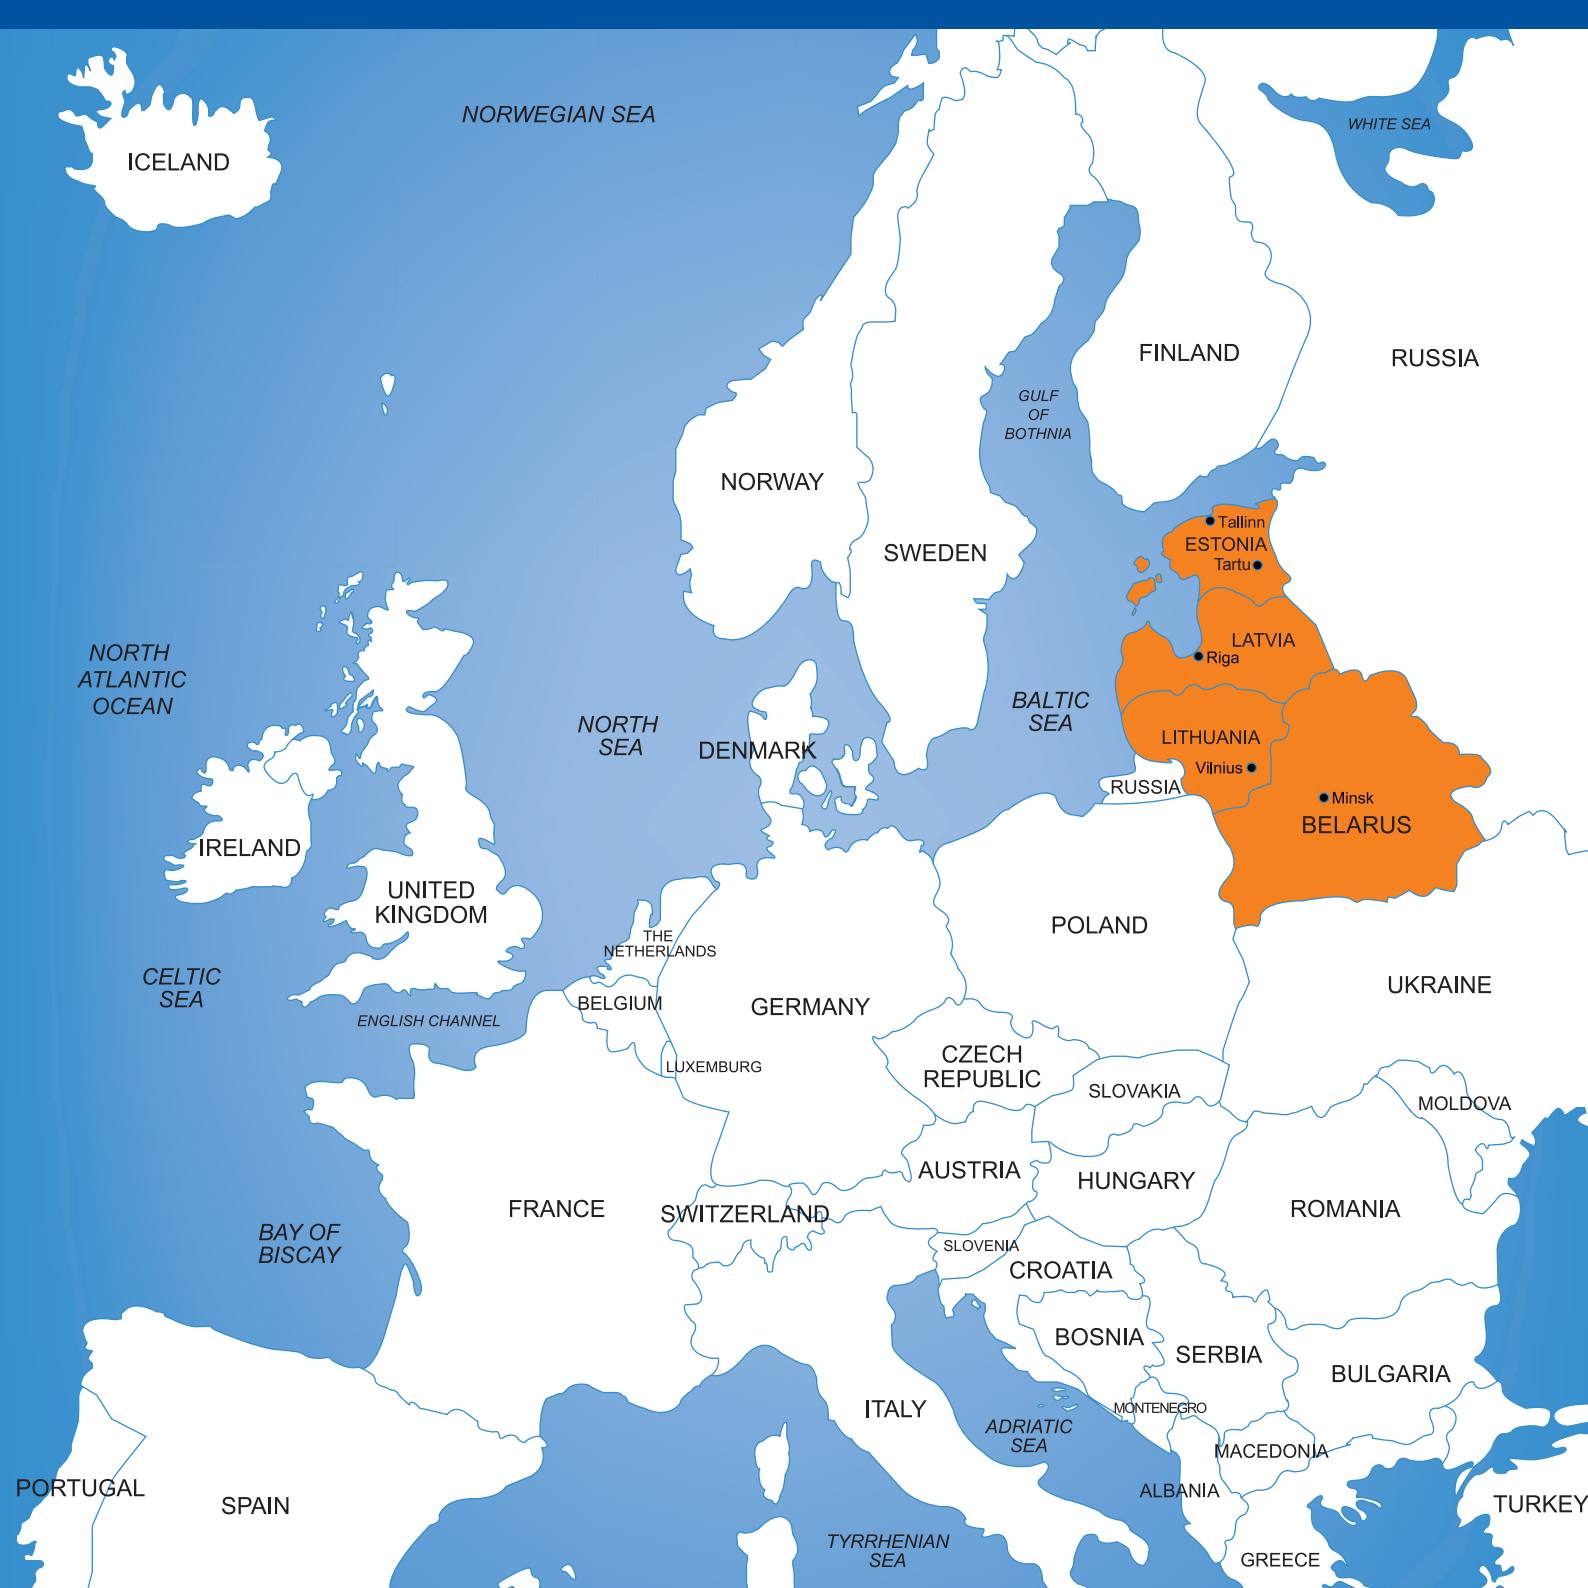 NORWEGIAN SEA
WHITE SEA
ICELAND
FINLAND
RUSSIA
GULF
OF
BOTHNIA
NORWAY
SWEDEN
Tallinn
ESTONIA
Tartu
NORTH
ATLANTIC
OCEAN
LATVIA
Riga
BALTIC
SEA
NORTH
SEA
DENMARK
LITHUANIA
Vilnius
RUSSIA
Minsk
BELARUS
IRELAND
UNITED
KINGDOM
THE
NETHERLANDS
POLAND
CELTIC
SEA
UKRAINE
BELGIUM
GERMANY
ENGLISH CHANNEL
CZECH
REPUBLIC
LUXEMBURG
SLOVAKIA
MOLDOVA
AUSTRIA
HUNGARY
FRANCE
SWITZERLAND
ROMANIA
BAY OF
BISCAY
SLOVENIA
CROATIA
BOSNIA
SERBIA
BULGARIA
ITALY
MONTENEGRO
ADRIATIC
SEA
MACEDONIA
PORTUGAL
SPAIN
ALBANIA
TURKEY
TYRRHENIAN
SEA
GREECE